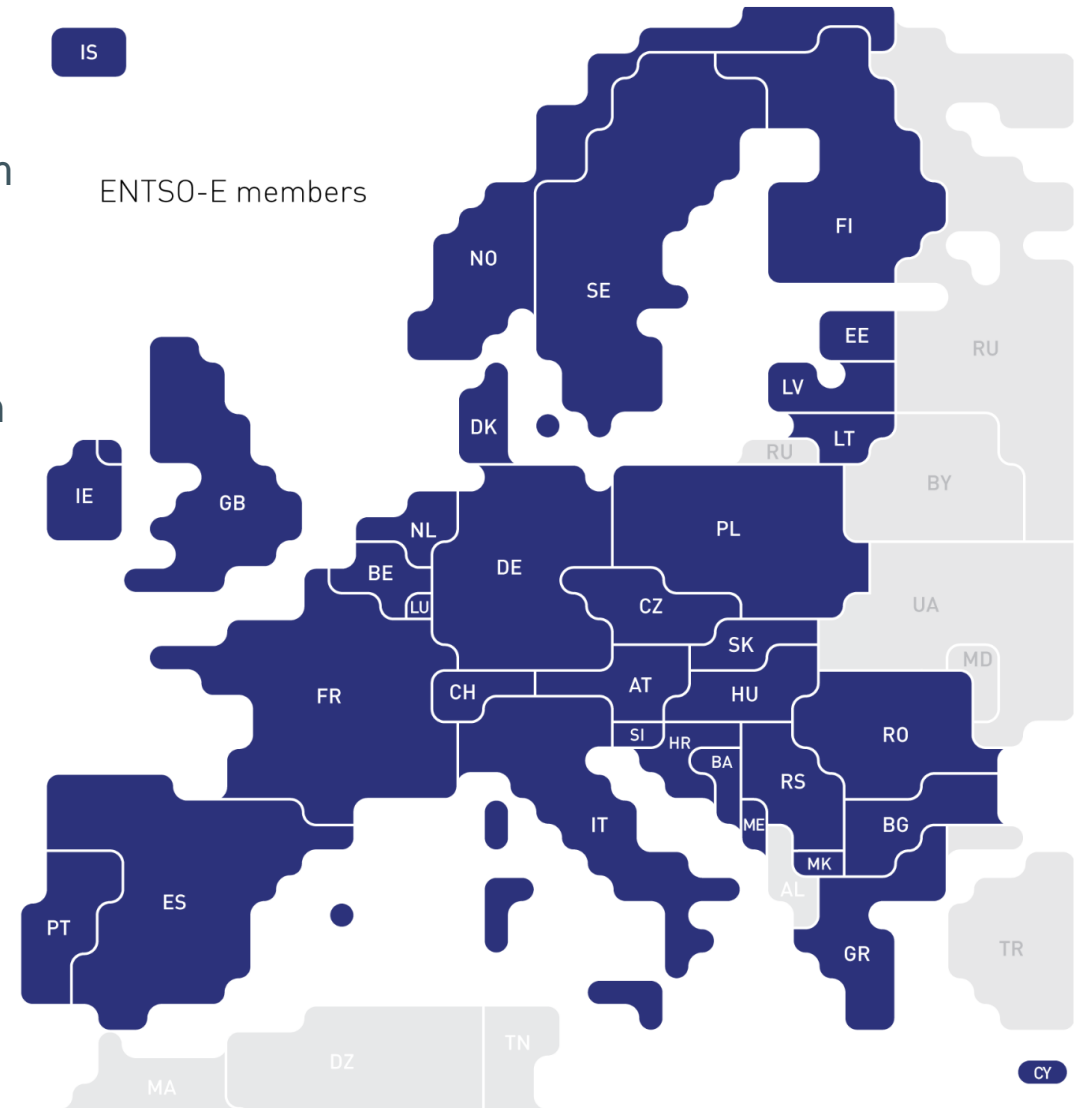 IS
ENTSO-E members
NO
SE
FI
EE
RU
LV
DK
LT
RU
BY
IE
GB
NL
PL
DE
BE
CZ
LU
UA
SK
MD
AT
CH
HU
FR
SI
HR
RO
BA
RS
ME
IT
BG
MK
AL
ES
PT
GR
TR
TN
DZ
CY
MA